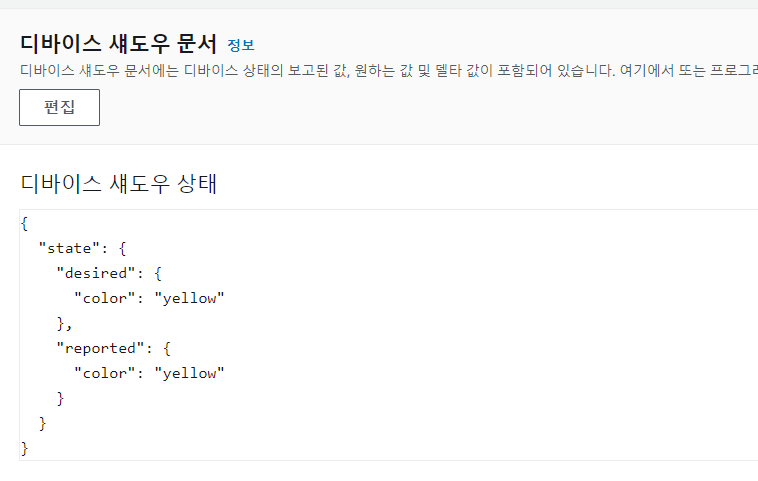 디바이스 섀도우 문서 정보
디바이스 섀도우 문서에는 디바이스 상태의 보고된 값, 원하는 값 및 델타 값이 포함되어 있습니다. 여기에서 또는 프로그래
편집
디바이스 섀도우 상태
{
  "state": {
    "desired": {
      "color": "yellow"
    },
    "reported": {
      "color": "yellow"
    }
  }
}